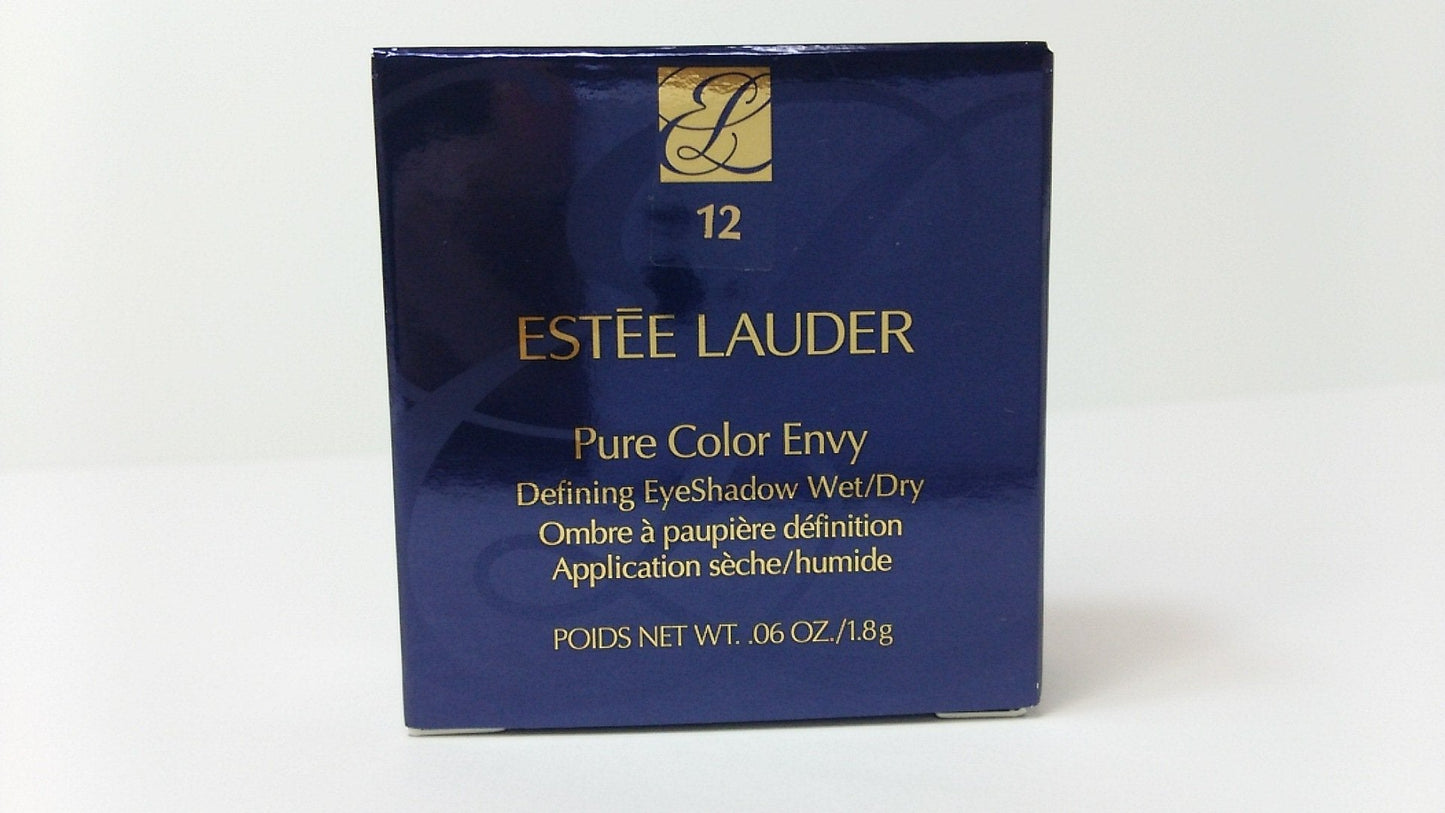 EL
12
ESTĒE LAUDER
Pure Color Envy
Defining EyeShadow Wet/Dry
Ombre à paupière définition
Application sèche/humide
POIDS NET WT. .06 OZ./1.8g